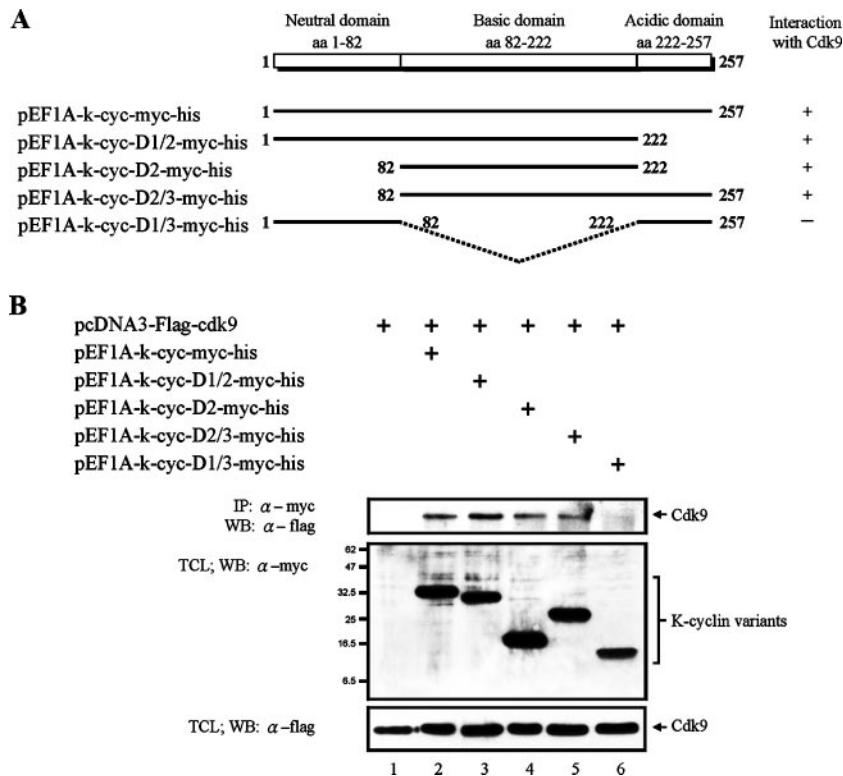 A
Neutral domain Basic domain Acidic domain Interaction
aa 1-82 aa 82-222 aa 222-257 with Cdk9
1 257
pEF1A-k-cyc-myc-his 1 257 +
pEF1A-k-cyc-D1/2-myc-his 1 222 +
pEF1A-k-cyc-D2-myc-his 82 222 +
pEF1A-k-cyc-D2/3-myc-his 82 257 +
pEF1A-k-cyc-D1/3-myc-his 1 82 222 257 −
B
pcDNA3-Flag-cdk9 + + + + + +
pEF1A-k-cyc-myc-his +
pEF1A-k-cyc-D1/2-myc-his +
pEF1A-k-cyc-D2-myc-his +
pEF1A-k-cyc-D2/3-myc-his +
pEF1A-k-cyc-D1/3-myc-his +
IP: α-myc
WB: α-flag
Cdk9
TCL; WB: α-myc
62
47
32.5
25
16.5
6.5
K-cyclin variants
TCL; WB: α-flag
Cdk9
1 2 3 4 5 6